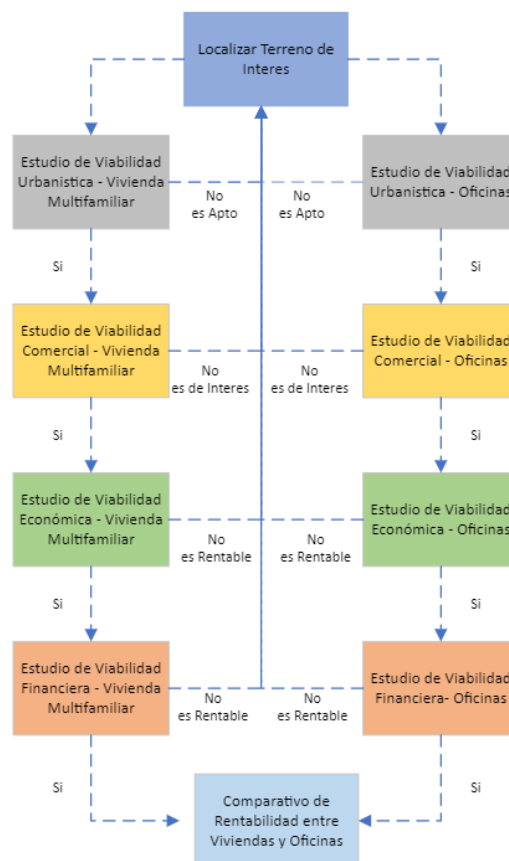 Localizar Terreno de
Interes
Estudio de Viabilidad
Urbanistica - Vivienda
Multifamiliar
No
es Apto
No
es Apto
Estudio de Viabilidad
Urbanistica - Oficinas
Si
Si
Estudio de Viabilidad
Comercial - Vivienda
Multifamiliar
No
es de Interes
No
es de Interes
Estudio de Viabilidad
Comercial - Oficinas
Si
Si
Estudio de Viabilidad
Económica - Vivienda
Multifamiliar
No
es Rentable
No
es Rentable
Estudio de Viabilidad
Económica - Oficinas
Si
Si
Estudio de Viabilidad
Financiera - Vivienda
Multifamiliar
No
es Rentable
No
es Rentable
Estudio de Viabilidad
Financiera- Oficinas
Si
Si
Comparativo de
Rentabilidad entre
Viviendas y Oficinas